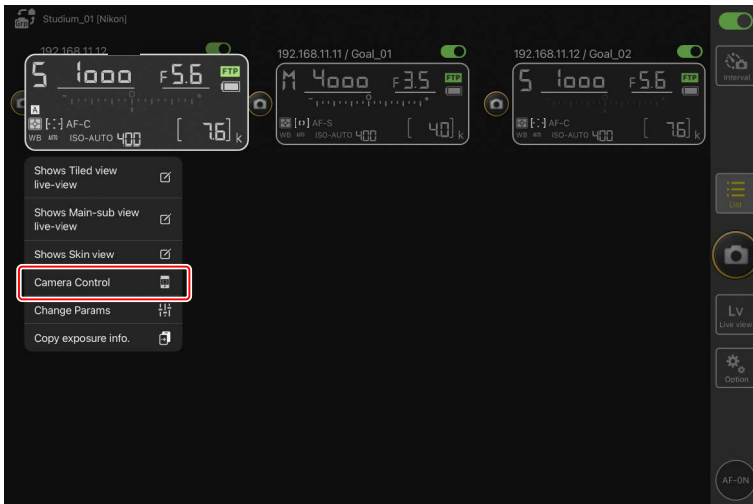 Grp
Studium_01 [Nikon]
192.168.11.12
S 1000 F5.6 FTP
A
[ ] AF-C
WB AUTO ISO-AUTO 400 [ 7.6] k
192.168.11.11 / Goal_01
M 4000 F3.5 FTP
[ ] AF-S
WB AUTO ISO-AUTO 400 [ 4.0] k
192.168.11.12 / Goal_02
S 1000 F5.6 FTP
[ ] AF-C
WB AUTO ISO-AUTO 400 [ 7.6] k
Shows Tiled view
live-view
Shows Main-sub view
live-view
Shows Skin view
Camera Control
Change Params
Copy exposure info.
Interval
List
Lv
Live view
Option
AF-ON